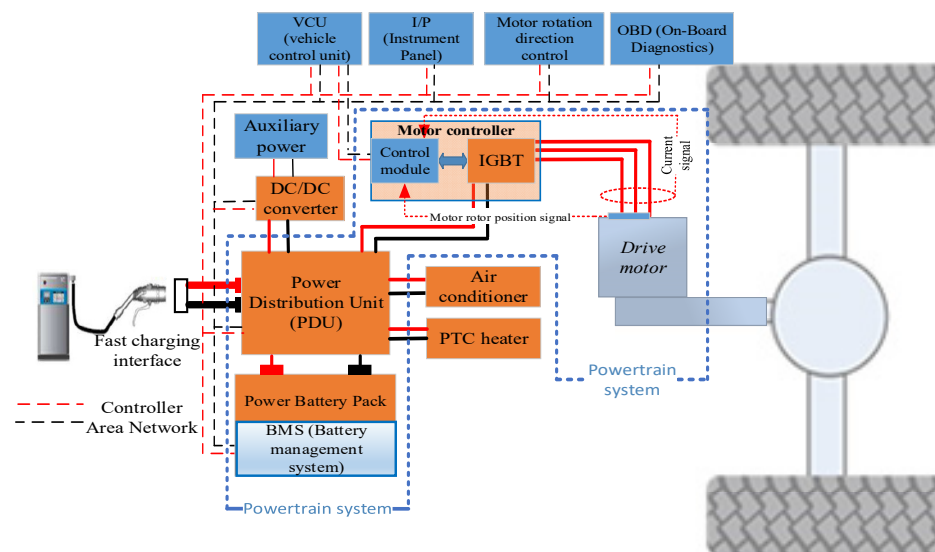 VCU
(vehicle
control unit)
I/P
(Instrument
Panel)
Motor rotation
direction
control
OBD (On-Board
Diagnostics)
Auxiliary
power
Motor controller
Control
module
IGBT
Current
signal
DC/DC
converter
Motor rotor position signal
Drive
motor
Power
Distribution Unit
(PDU)
Air
conditioner
PTC heater
Fast charging
interface
Powertrain
system
Power Battery Pack
Controller
Area Network
BMS (Battery
management
system)
Powertrain system